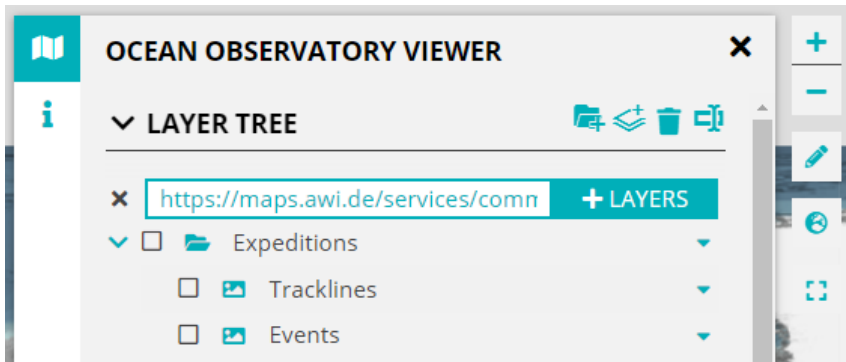 OCEAN OBSERVATORY VIEWER
LAYER TREE
https://maps.awi.de/services/comm
+ LAYERS
Expeditions
Tracklines
Events